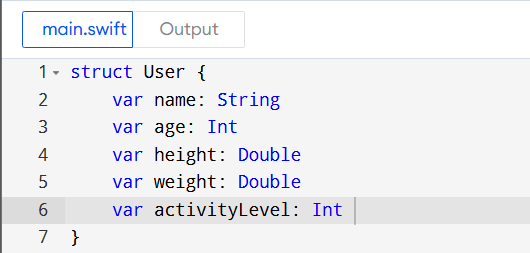 main.swift Output
1 struct User {
2 var name: String
3 var age: Int
4 var height: Double
5 var weight: Double
6 var activityLevel: Int
7 }